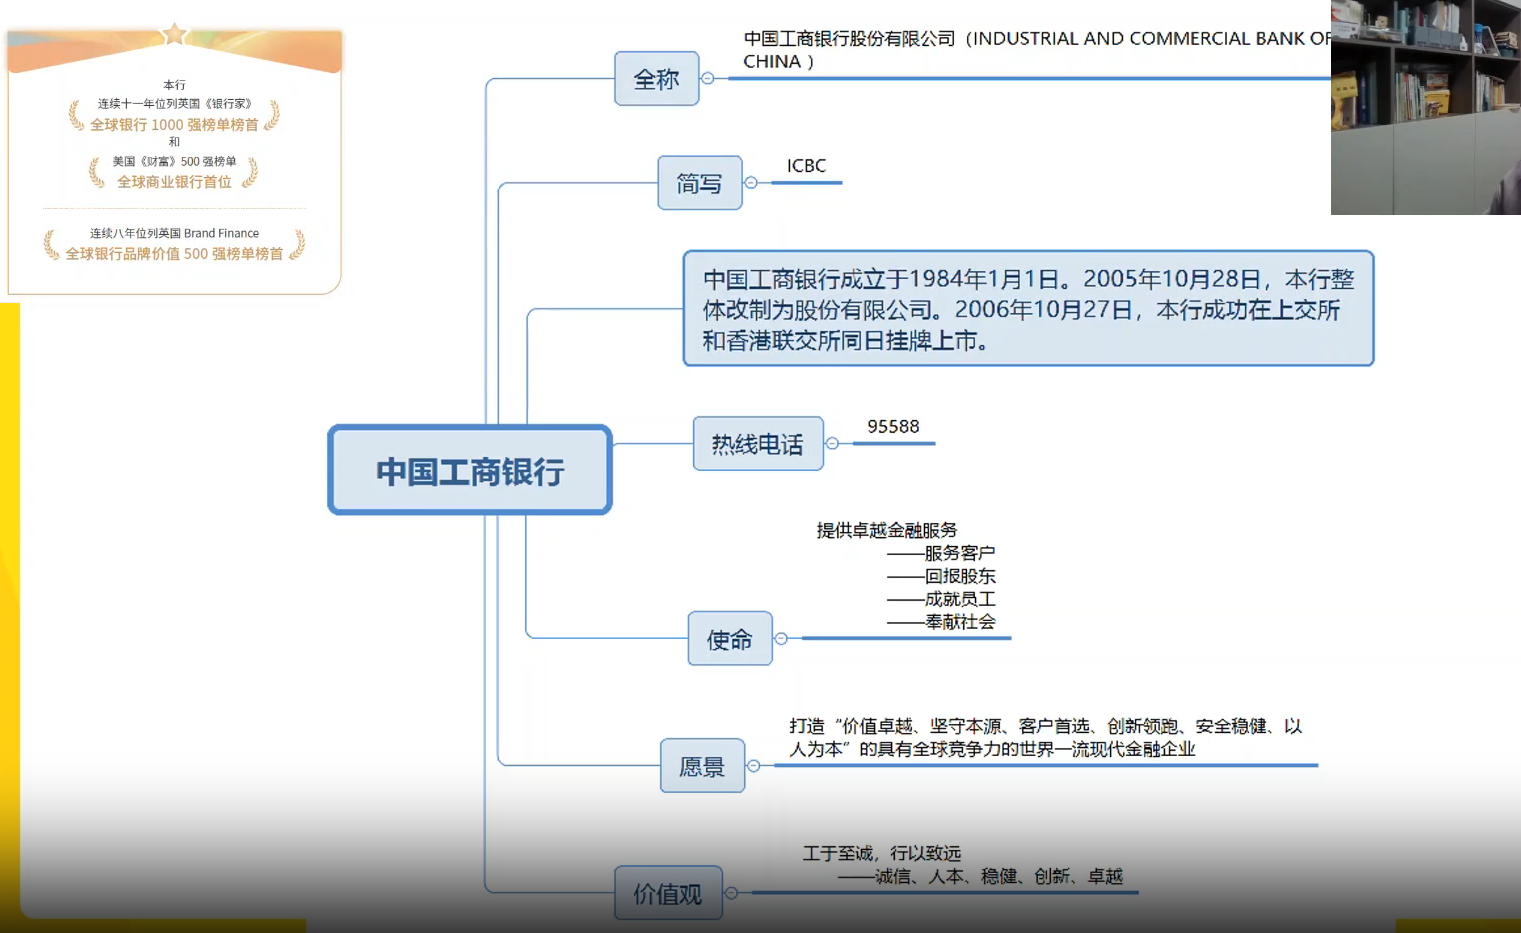 本行
连续十一年位列英国《银行家》
全球银行 1000 强榜单榜首
和
美国《财富》500 强榜单
全球商业银行首位
连续八年位列英国 Brand Finance
全球银行品牌价值 500 强榜单榜首
中国工商银行
全称
中国工商银行股份有限公司（INDUSTRIAL AND COMMERCIAL BANK OF
CHINA ）
简写
ICBC
中国工商银行成立于1984年1月1日。2005年10月28日，本行整
体改制为股份有限公司。2006年10月27日，本行成功在上交所
和香港联交所同日挂牌上市。
热线电话
95588
使命
提供卓越金融服务
——服务客户
——回报股东
——成就员工
——奉献社会
愿景
打造“价值卓越、坚守本源、客户首选、创新领跑、安全稳健、以
人为本”的具有全球竞争力的世界一流现代金融企业
价值观
工于至诚，行以致远
——诚信、人本、稳健、创新、卓越